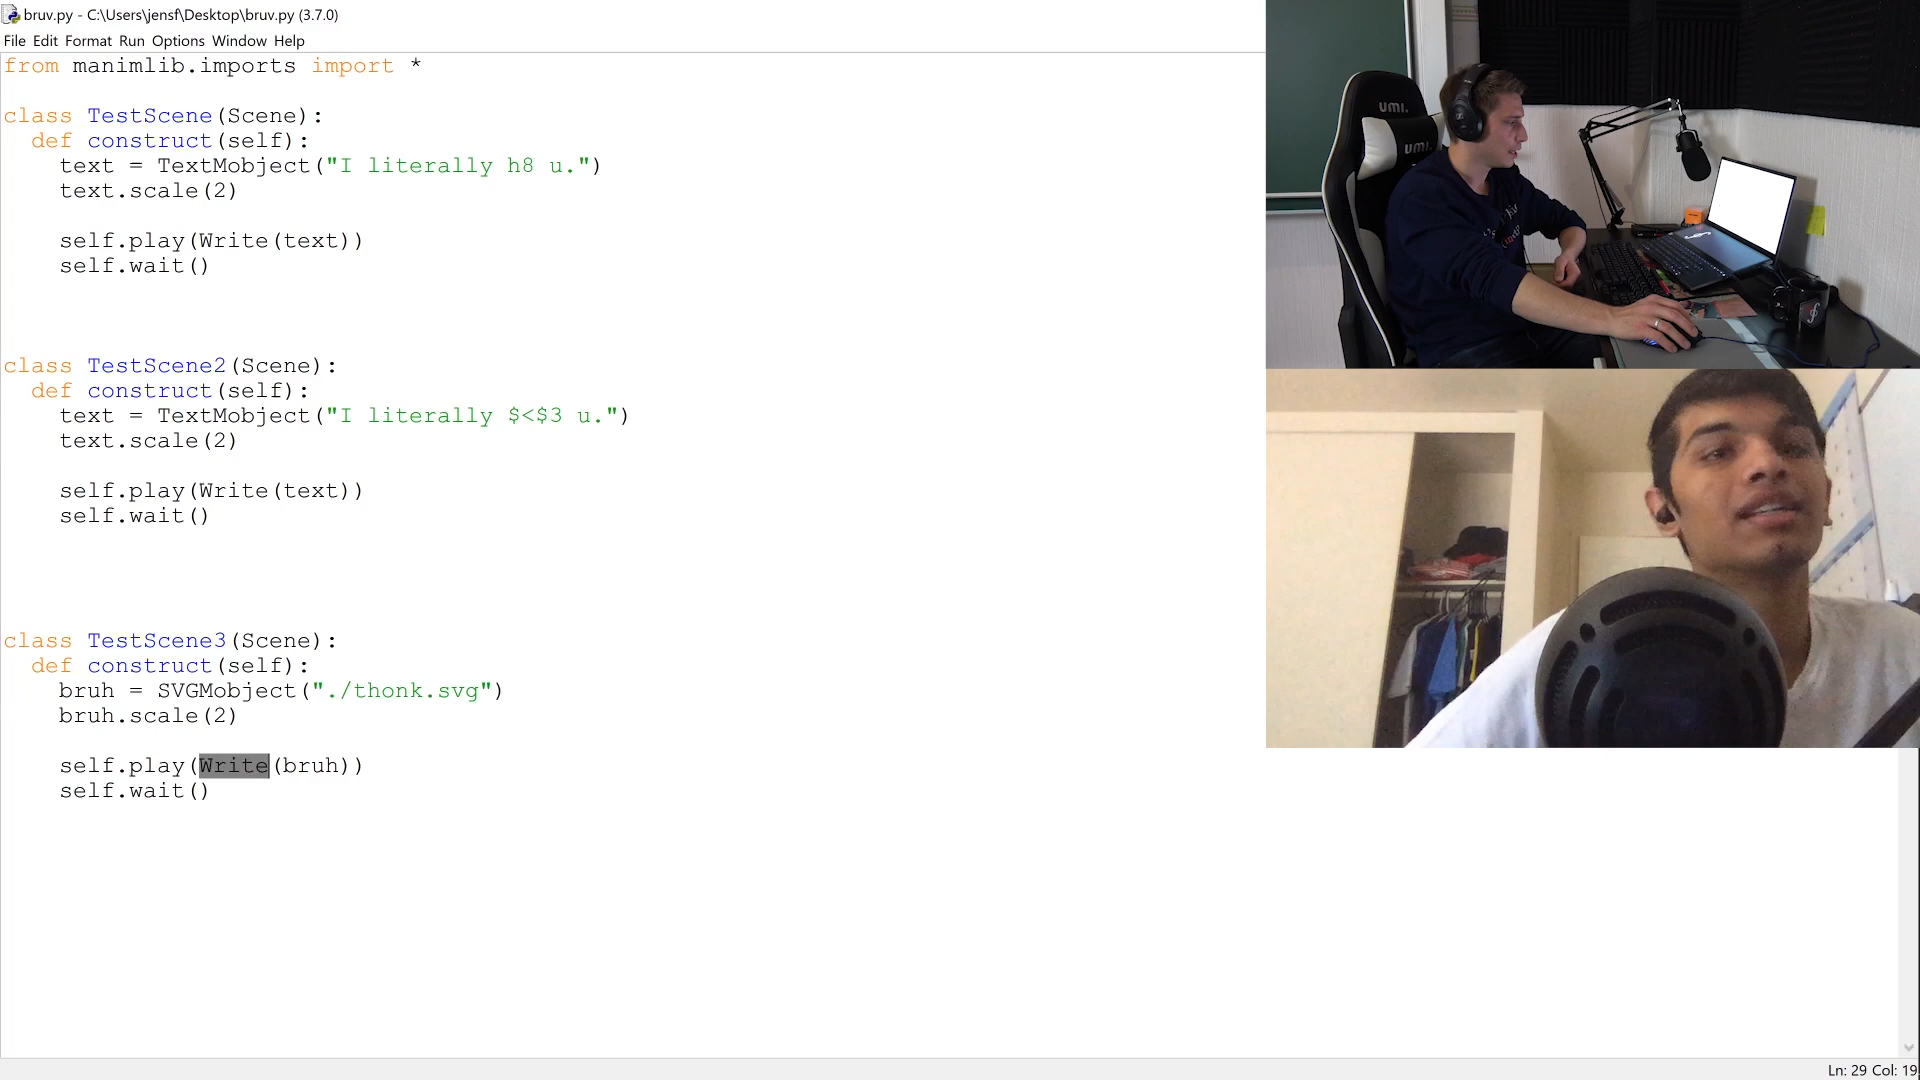 bruv.py - C:\Users\jensf\Desktop\bruv.py (3.7.0)
File Edit Format Run Options Window Help
from manimlib.imports import *
class TestScene(Scene):
  def construct(self):
    text = TextMobject("I literally h8 u.")
    text.scale(2)
    self.play(Write(text))
    self.wait()
class TestScene2(Scene):
  def construct(self):
    text = TextMobject("I literally $<$3 u.")
    text.scale(2)
    self.play(Write(text))
    self.wait()
class TestScene3(Scene):
  def construct(self):
    bruh = SVGMobject("./thonk.svg")
    bruh.scale(2)
    self.play(Write(bruh))
    self.wait()
UMI.
UMI.
Ln: 29 Col: 19